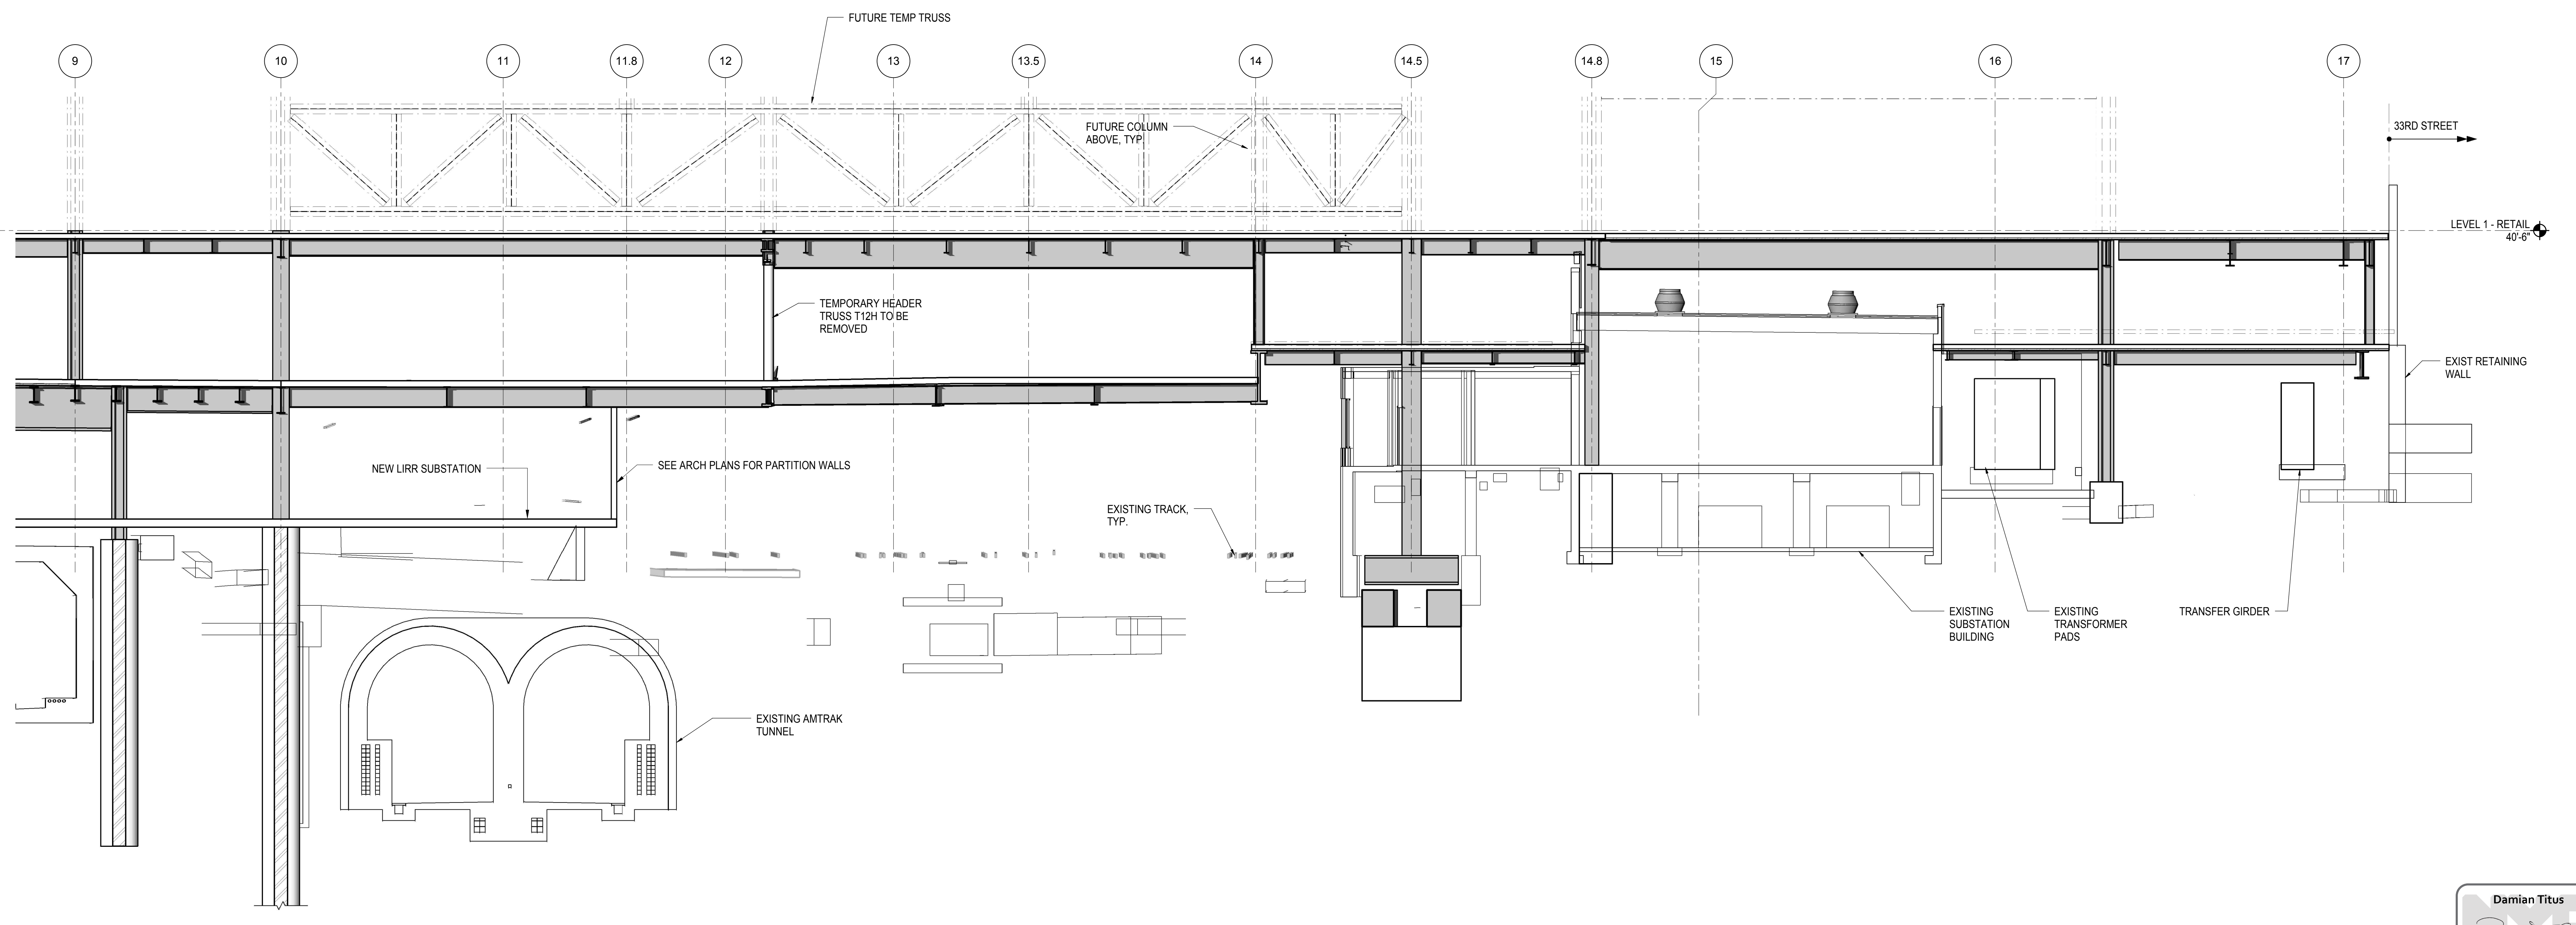 FUTURE TEMP TRUSS
9
10
11
11.8
12
13
13.5
14
14.5
14.8
15
16
17
FUTURE COLUMN
ABOVE, TYP.
33RD STREET
LEVEL 1 - RETAIL
40'-6"
TEMPORARY HEADER
TRUSS T12H TO BE
REMOVED
EXIST RETAINING
WALL
NEW LIRR SUBSTATION
SEE ARCH PLANS FOR PARTITION WALLS
EXISTING TRACK,
TYP.
EXISTING
SUBSTATION
BUILDING
EXISTING
TRANSFORMER
PADS
TRANSFER GIRDER
EXISTING AMTRAK
TUNNEL
Damian Titus